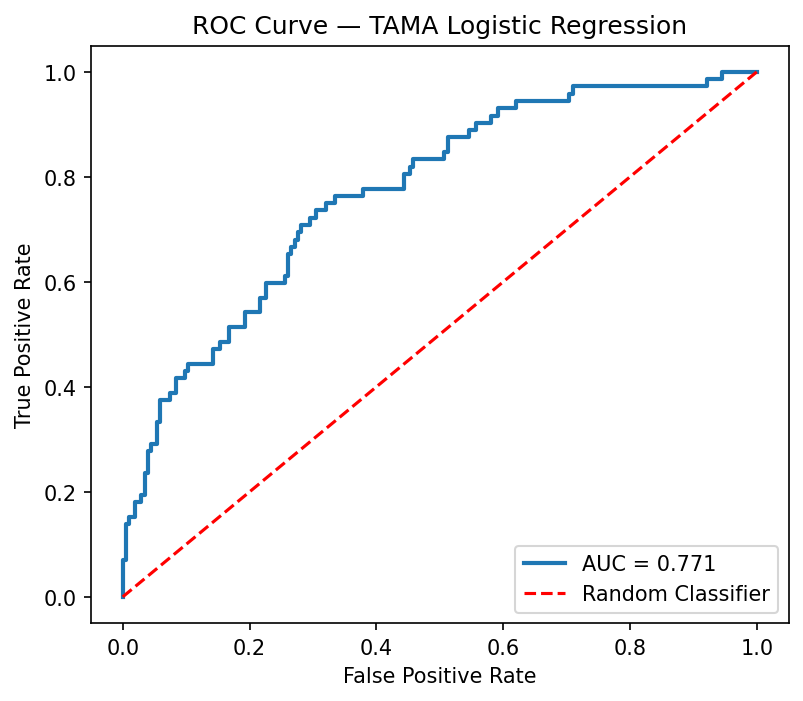 ROC Curve — TAMA Logistic Regression
1.0
0.8
0.6
0.4
0.2
0.0
True Positive Rate
0.0 0.2 0.4 0.6 0.8 1.0
False Positive Rate
AUC = 0.771
Random Classifier